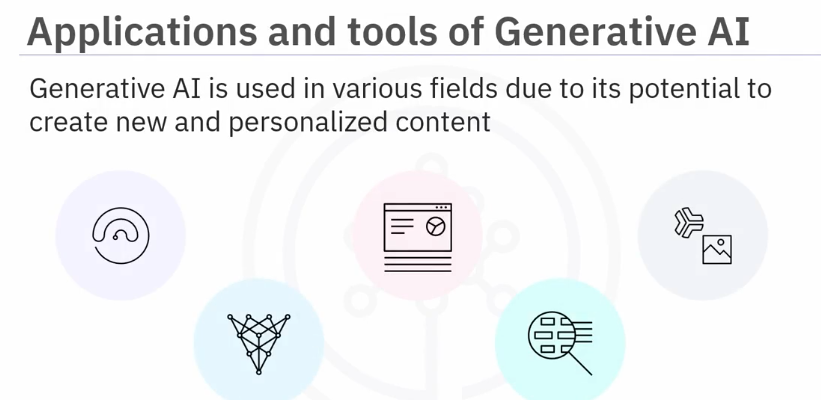 Applications and tools of Generative AI
Generative AI is used in various fields due to its potential to
create new and personalized content